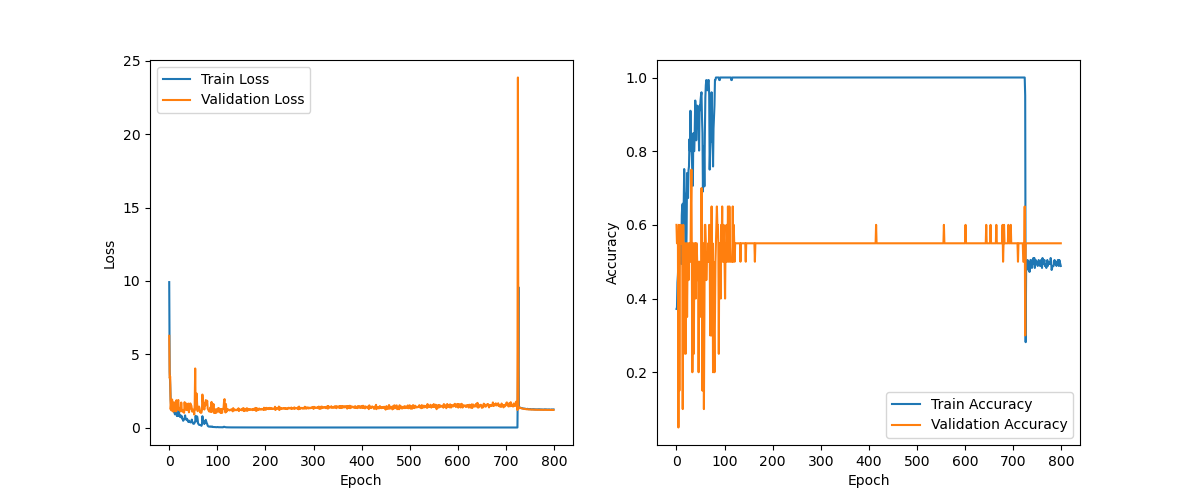 Train Loss
Validation Loss
25
20
15
10
5
0
Loss
0 100 200 300 400 500 600 700 800
Epoch
1.0
0.8
0.6
0.4
0.2
Accuracy
Train Accuracy
Validation Accuracy
0 100 200 300 400 500 600 700 800
Epoch